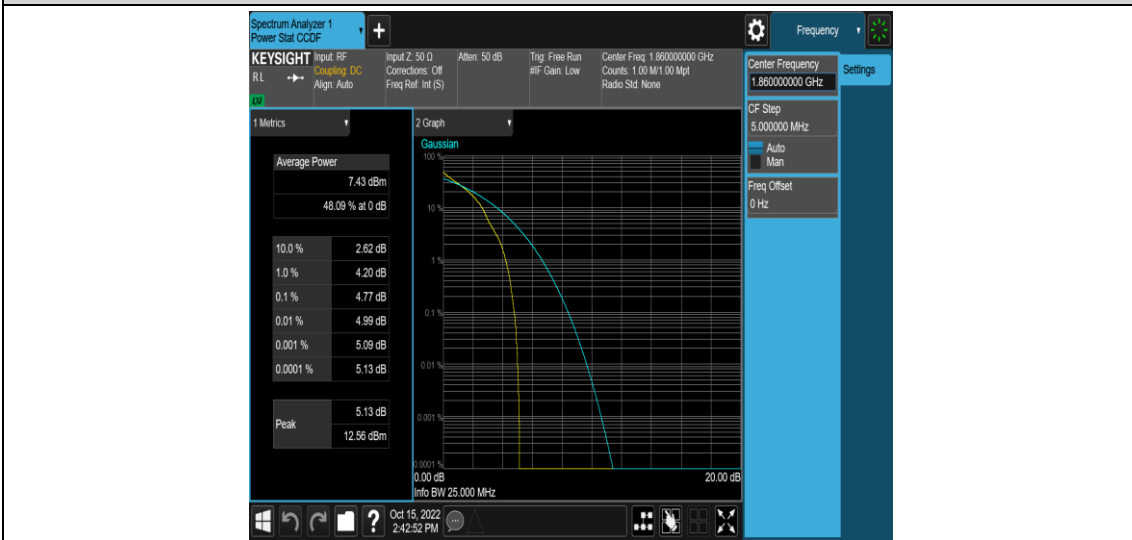 Spectrum Analyzer 1
Power Stat CCDF
+
Frequency
KEYSIGHT
RL
LXI
Input: RF
Coupling: DC
Align: Auto
Input Z: 50 Ω
Corrections: Off
Freq Ref: Int (S)
Atten: 50 dB
Trig: Free Run
#IF Gain: Low
Center Freq: 1.860000000 GHz
Counts: 1.00 M/1.00 Mpt
Radio Std: None
Center Frequency
1.860000000 GHz
Settings
CF Step
5.000000 MHz
Auto
Man
Freq Offset
0 Hz
1 Metrics
Average Power
7.43 dBm
48.09 % at 0 dB
10.0 % 2.62 dB
1.0 % 4.20 dB
0.1 % 4.77 dB
0.01 % 4.99 dB
0.001 % 5.09 dB
0.0001 % 5.13 dB
Peak
5.13 dB
12.56 dBm
2 Graph
Gaussian
100 %
10 %
1 %
0.1 %
0.01 %
0.001 %
0.0001 %
0.00 dB 20.00 dB
Info BW 25.000 MHz
?
Oct 15, 2022
2:42:52 PM